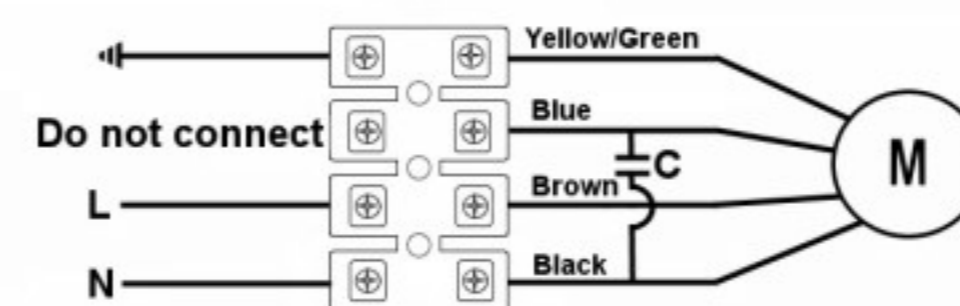 Yellow/Green
Do not connect
Blue
C
M
L
Brown
N
Black